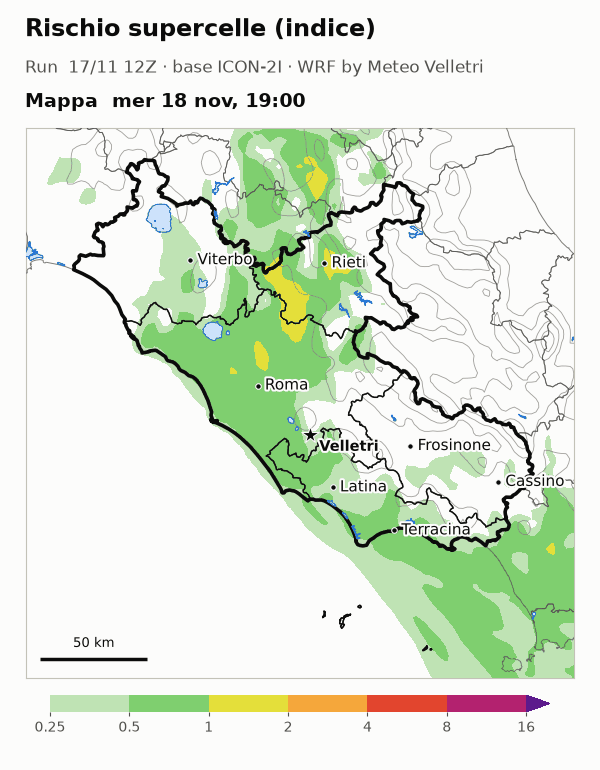 Rischio supercelle (indice)
Run 17/11 12Z · base ICON-2I · WRF by Meteo Velletri
Mappa mer 18 nov, 19:00
Viterbo
Rieti
Roma
Velletri
Frosinone
Cassino
Latina
Terracina
50 km
0.25 0.5 1 2 4 8 16